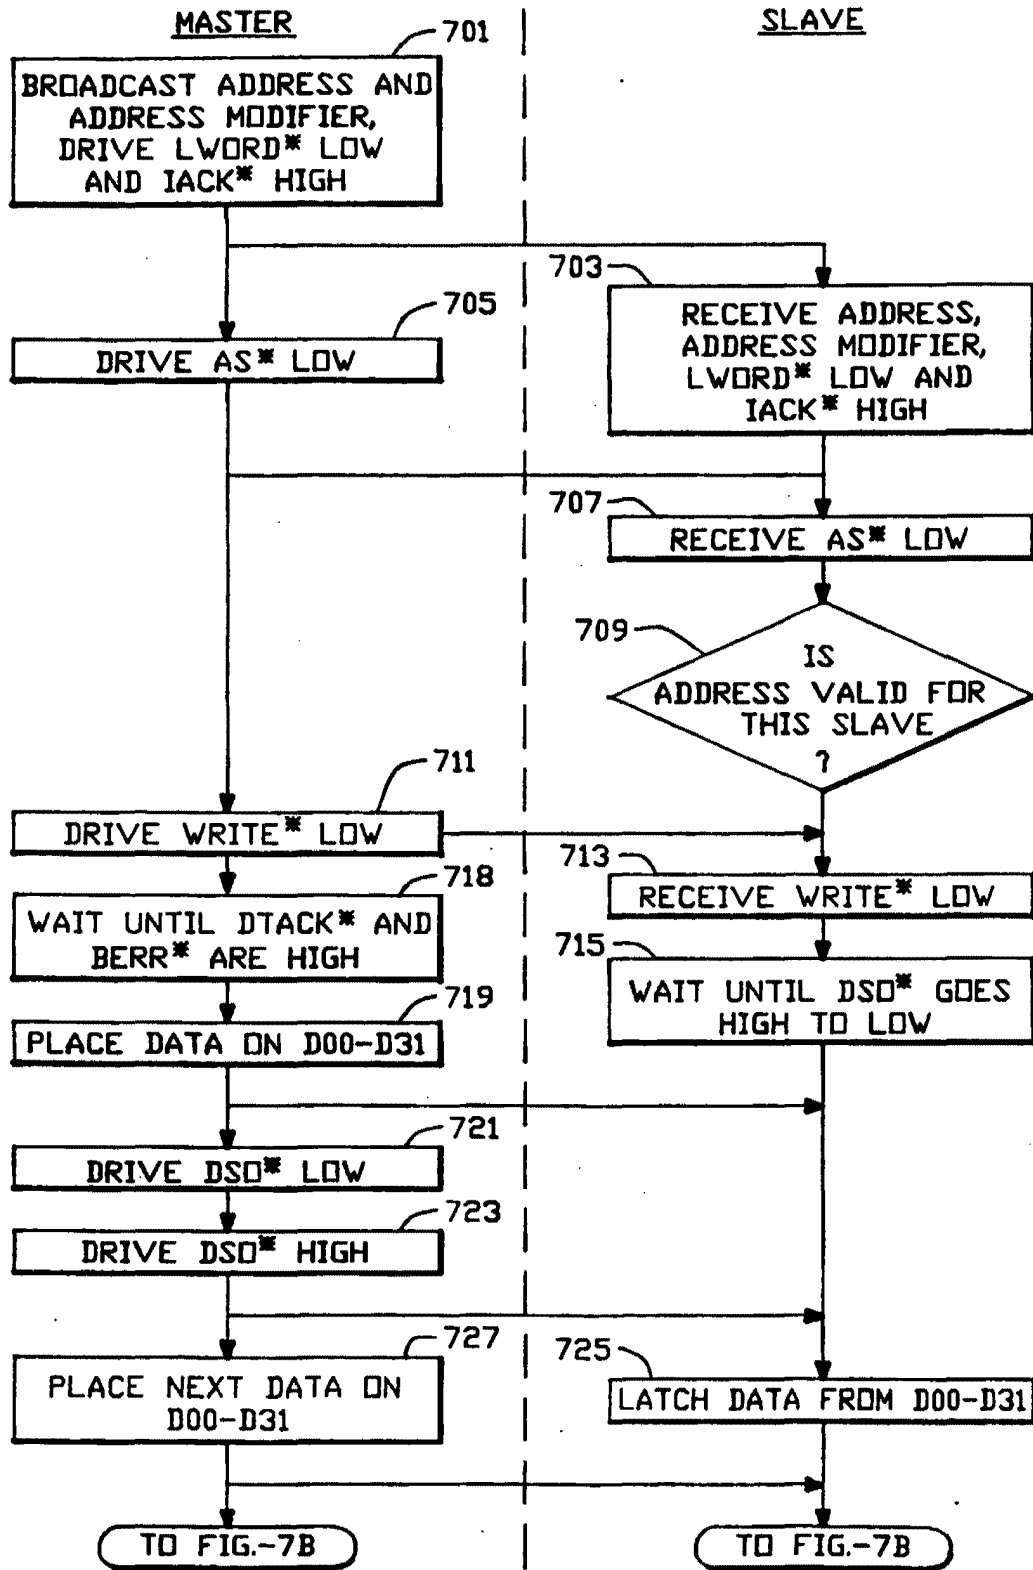 MASTER
701
BROADCAST ADDRESS AND
ADDRESS MODIFIER,
DRIVE LWORD* LOW
AND IACK* HIGH
705
DRIVE AS* LOW
711
DRIVE WRITE* LOW
718
WAIT UNTIL DTACK* AND
BERR* ARE HIGH
719
PLACE DATA ON D00-D31
721
DRIVE DS0* LOW
723
DRIVE DS0* HIGH
727
PLACE NEXT DATA ON
D00-D31
TO FIG.-7B
SLAVE
703
RECEIVE ADDRESS,
ADDRESS MODIFIER,
LWORD* LOW AND
IACK* HIGH
707
RECEIVE AS* LOW
709
IS
ADDRESS VALID FOR
THIS SLAVE
?
713
RECEIVE WRITE* LOW
715
WAIT UNTIL DS0* GOES
HIGH TO LOW
725
LATCH DATA FROM D00-D31
TO FIG.-7B